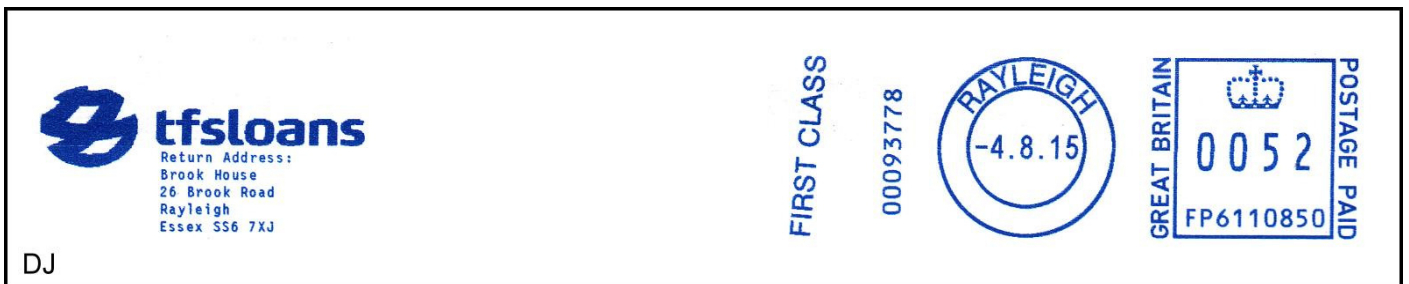 tfsloans
Return Address:
Brook House
26 Brook Road
Rayleigh
Essex SS6 7XJ
FIRST CLASS
00093778
RAYLEIGH
-4.8.15
GREAT BRITAIN
0052
FP6110850
POSTAGE PAID
DJ